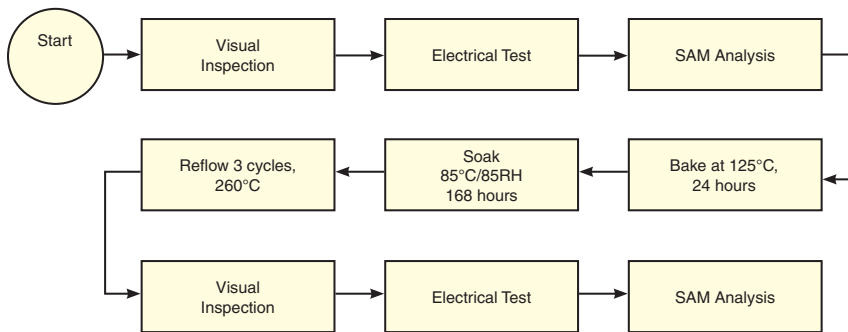 Start
Visual
Inspection
Electrical Test
SAM Analysis
Bake at 125°C,
24 hours
Soak
85°C/85RH
168 hours
Reflow 3 cycles,
260°C
Visual
Inspection
Electrical Test
SAM Analysis